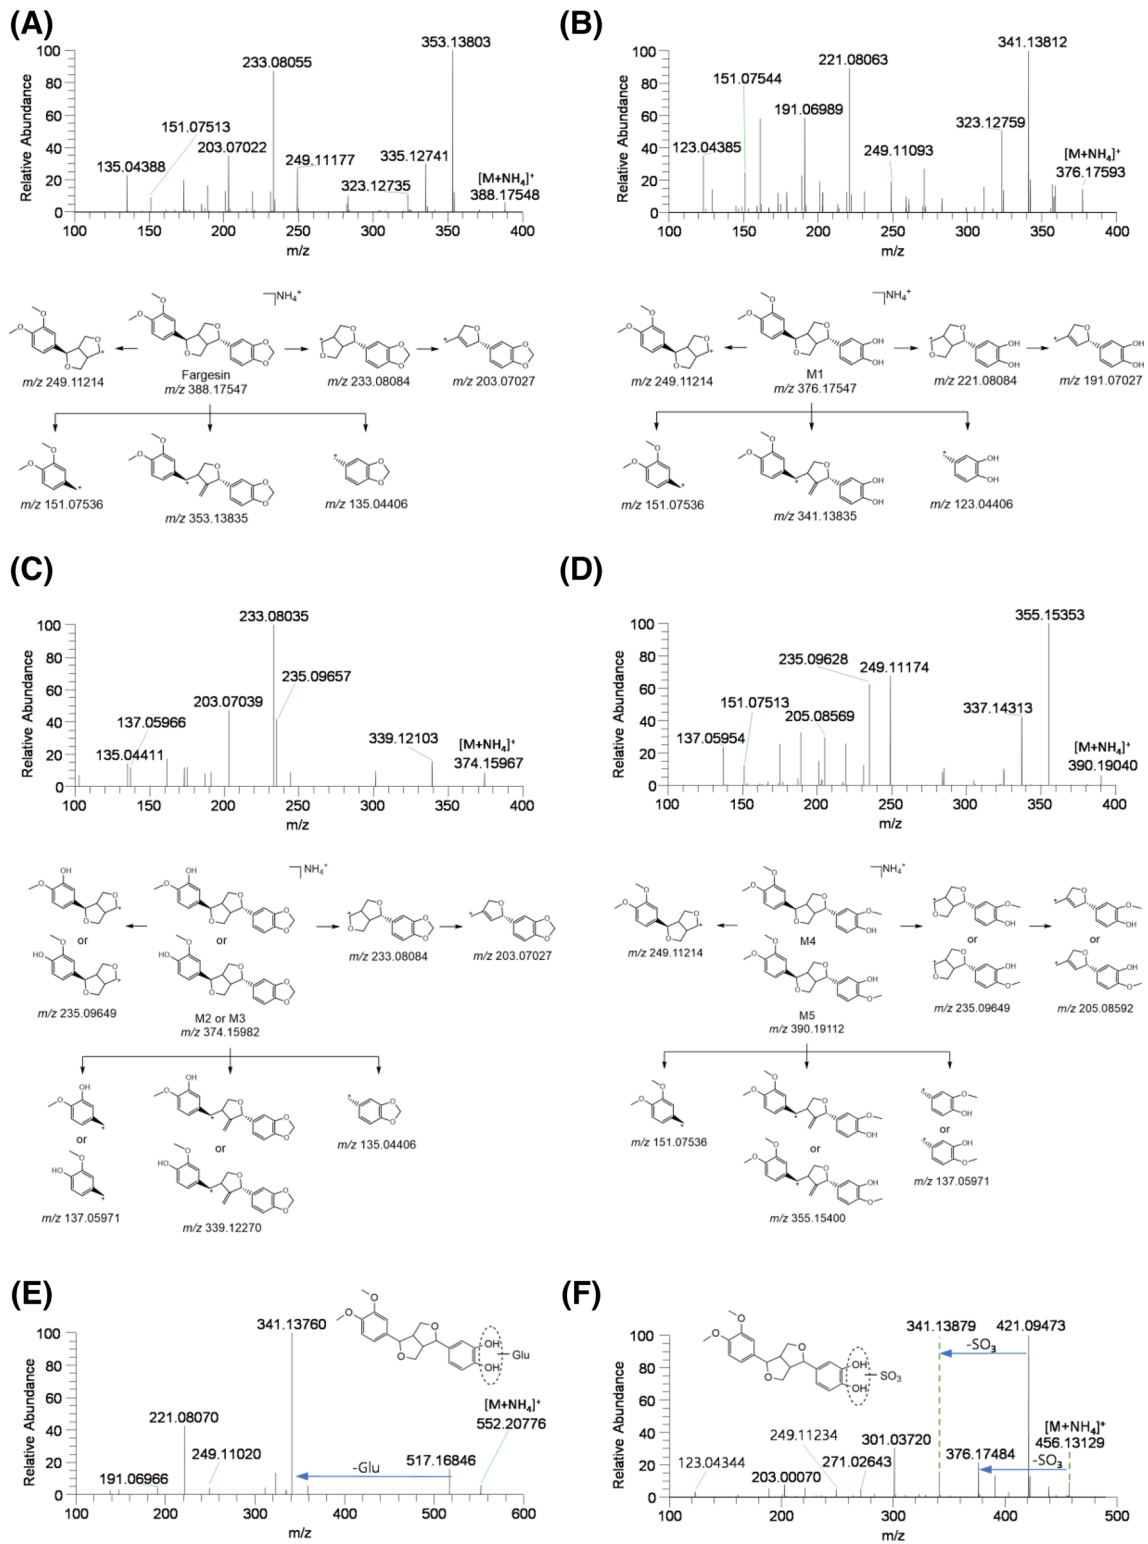 (A)
353.13803
233.08055
151.07513
203.07022
335.12741
249.11177
[M+NH4]+
135.04388
323.12735
388.17548
Relative Abundance
100
80
60
40
20
0
100 150 200 250 300 350 400
m/z
NH4+
Fargesin
m/z 249.11214
m/z 388.17547
m/z 233.08084
m/z 203.07027
m/z 151.07536
m/z 353.13835
m/z 135.04406
(B)
341.13812
221.08063
151.07544
191.06989
323.12759
123.04385
249.11093
[M+NH4]+
376.17593
Relative Abundance
100
80
60
40
20
0
100 150 200 250 300 350 400
m/z
NH4+
M1
m/z 249.11214
m/z 376.17547
m/z 221.08084
m/z 191.07027
m/z 151.07536
m/z 341.13835
m/z 123.04406
(C)
233.08035
235.09657
203.07039
137.05966
339.12103
[M+NH4]+
135.04411
374.15967
Relative Abundance
100
80
60
40
20
0
100 150 200 250 300 350 400
m/z
NH4+
or
or
m/z 235.09649
M2 or M3
m/z 374.15982
m/z 233.08084
m/z 203.07027
or
or
m/z 137.05971
m/z 339.12270
m/z 135.04406
(D)
355.15353
235.09628
249.11174
151.07513
205.08569
337.14313
137.05954
[M+NH4]+
390.19040
Relative Abundance
100
80
60
40
20
0
100 150 200 250 300 350 400
m/z
NH4+
m/z 249.11214
M4
M5
m/z 390.19112
or
or
m/z 235.09649
m/z 205.08592
m/z 151.07536
or
or
m/z 355.15400
m/z 137.05971
(E)
341.13760
OH
OH
Glu
[M+NH4]+
552.20776
221.08070
249.11020
517.16846
-Glu
191.06966
Relative Abundance
100
80
60
40
20
0
100 200 300 400 500 600
m/z
(F)
341.13879
421.09473
-SO3
OH
OH
SO3
[M+NH4]+
456.13129
249.11234
301.03720
376.17484
-SO3
123.04344
203.00070
271.02643
Relative Abundance
100
80
60
40
20
0
100 200 300 400 500
m/z